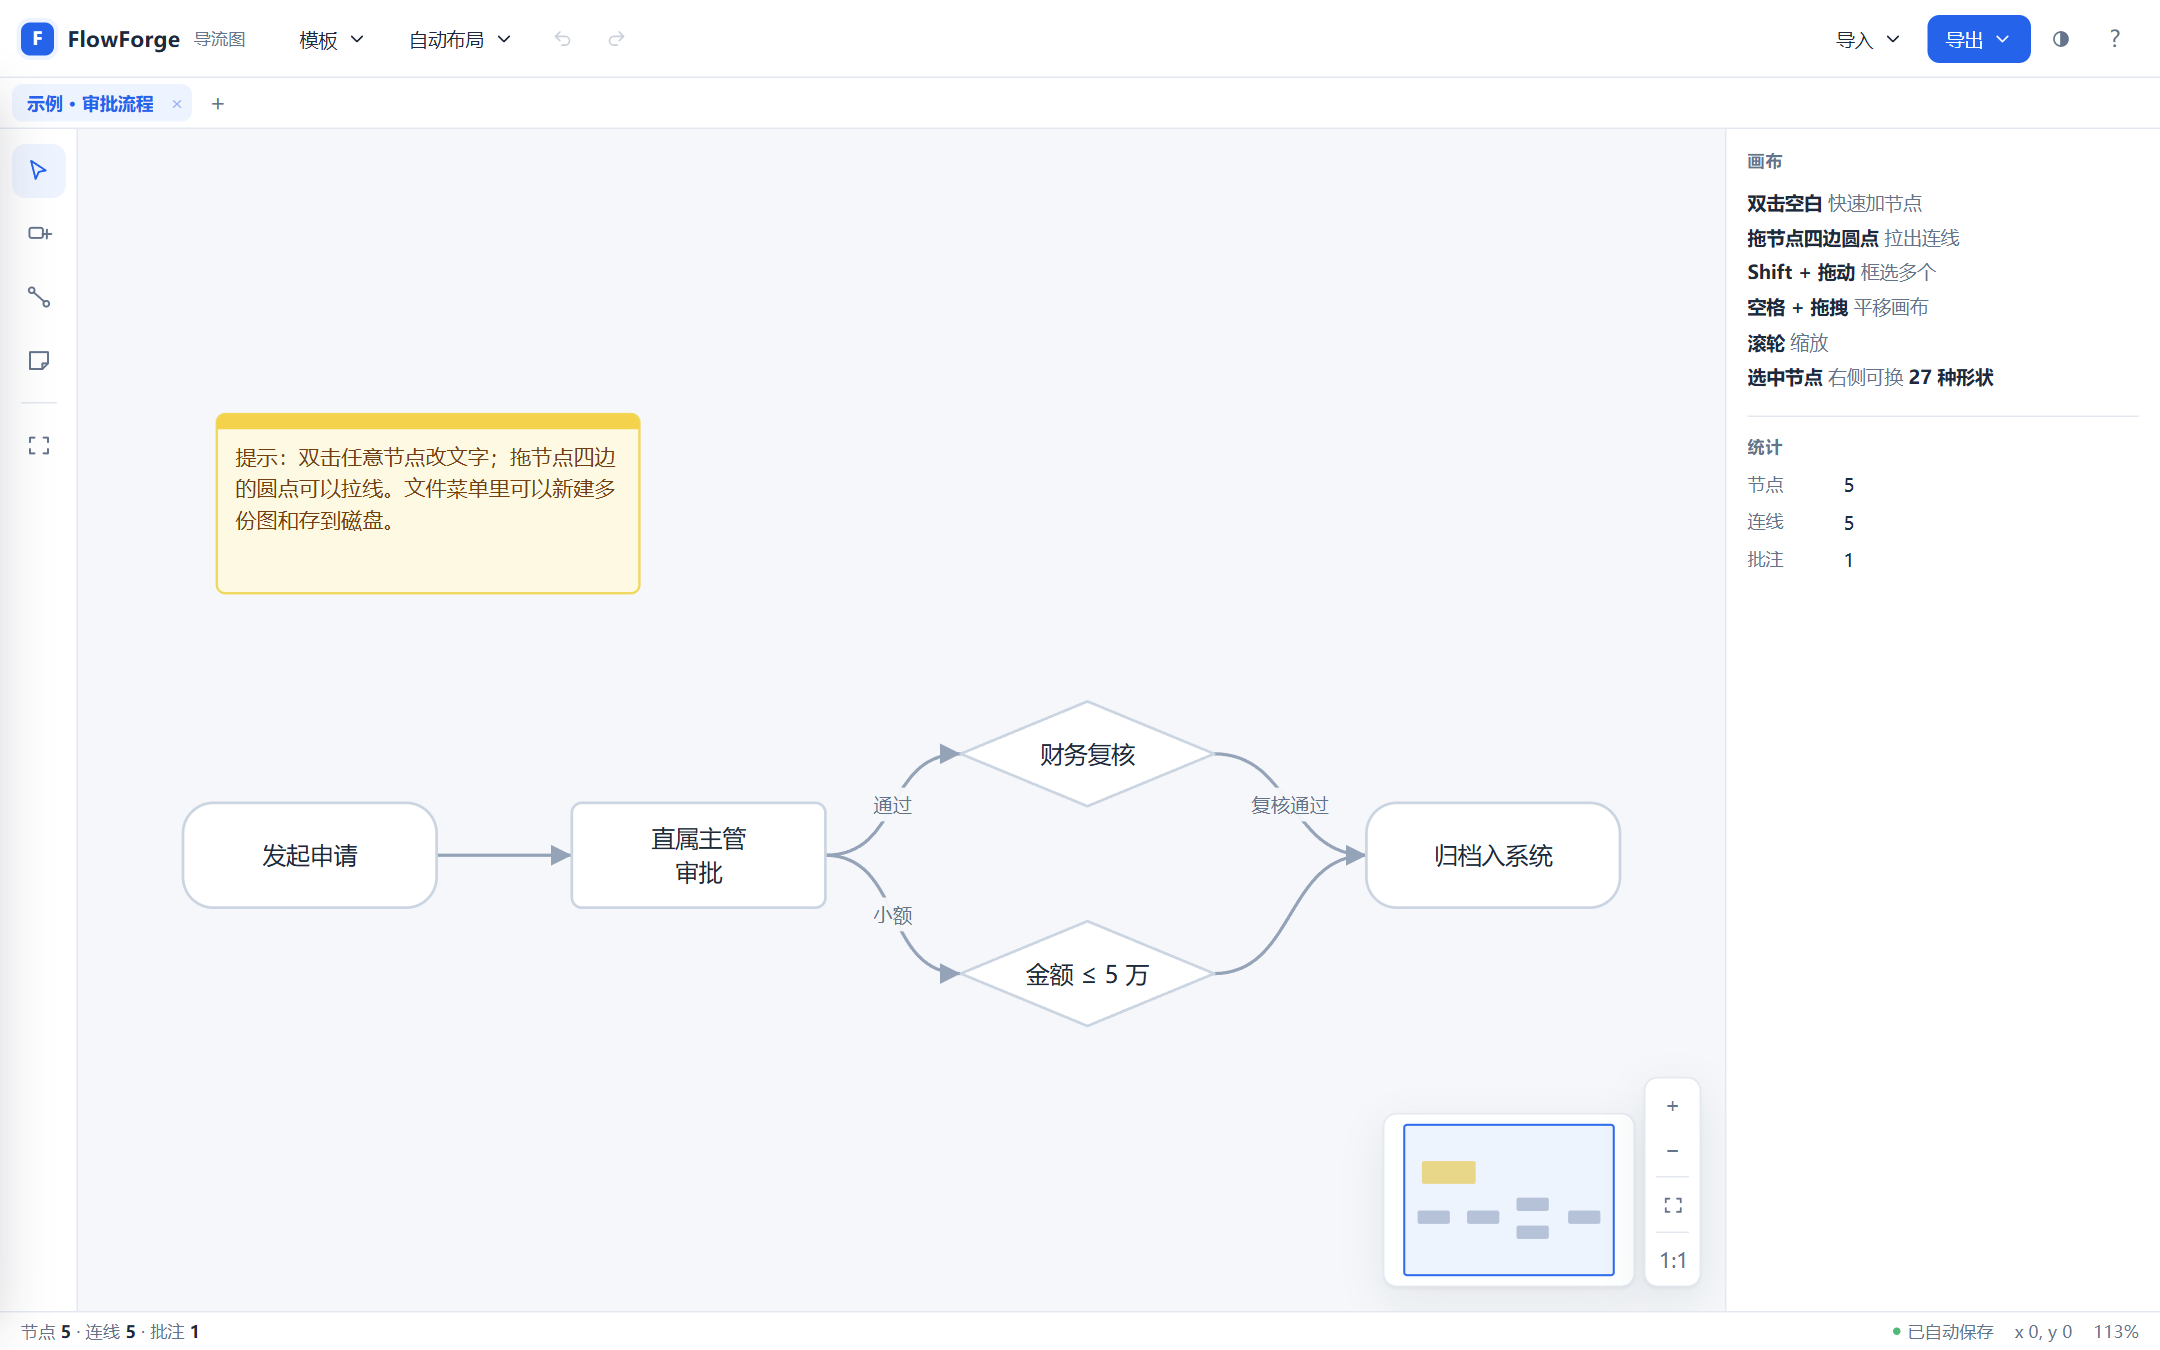 F FlowForge 导流图 模板 自动布局 导入 导出 ?
示例 • 审批流程 × +
画布
双击空白 快速加节点
拖节点四边圆点 拉出连线
Shift + 拖动 框选多个
空格 + 拖拽 平移画布
滚轮 缩放
选中节点 右侧可换 27 种形状
统计
节点 5
连线 5
批注 1
提示：双击任意节点改文字；拖节点四边
的圆点可以拉线。文件菜单里可以新建多
份图和存到磁盘。
发起申请
直属主管
审批
通过
小额
财务复核
金额 ≤ 5 万
复核通过
归档入系统
+
−
1:1
节点 5 · 连线 5 · 批注 1
已自动保存 x 0, y 0 113%